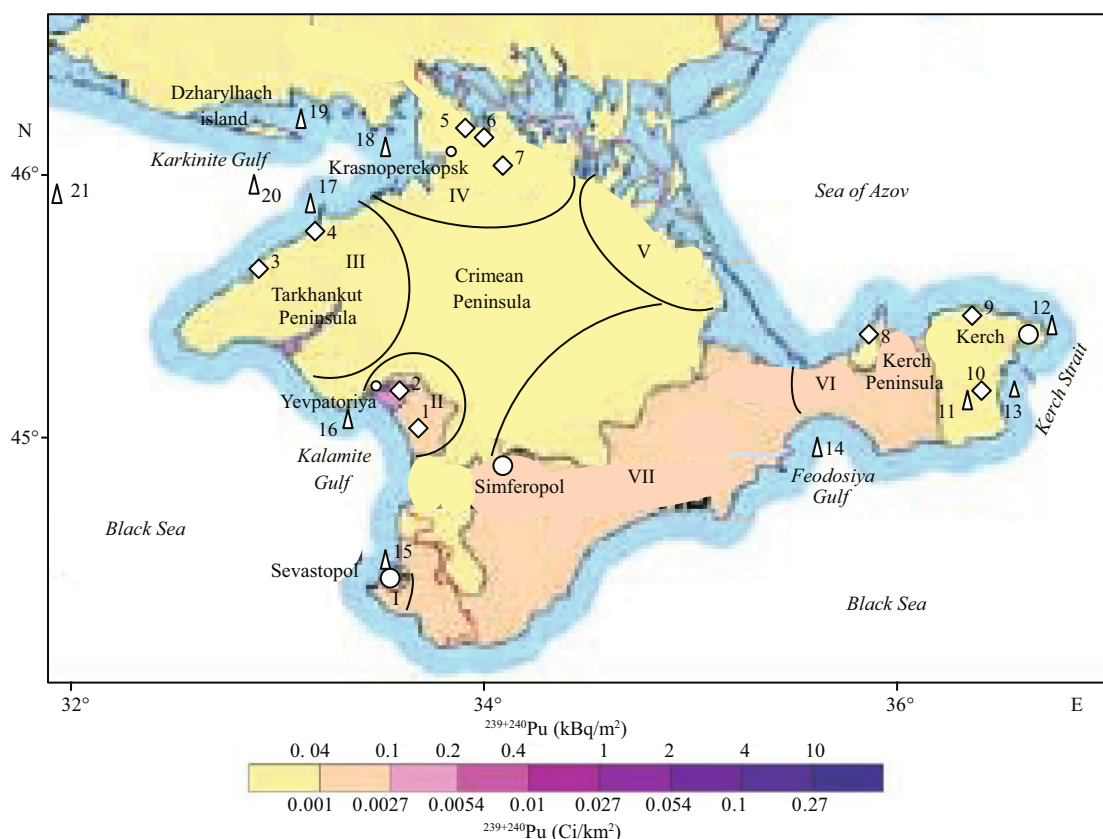 Dzharylhach
island
19
5
6
N
18
Karkinite Gulf
Krasnoperekopsk
7
46°
21
20
17
IV
Sea of Azov
4
V
3
III
Crimean
Peninsula
Tarkhankut
Peninsula
9
12
8
Kerch
Kerch
Peninsula
VI
10
2
II
Yevpatoriya
1
11
13
Kerch Strait
16
45°
14
Kalamite
Gulf
VII
Simferopol
Feodosiya
Gulf
Black Sea
15
Sevastopol
I
Black Sea
32°
34°
36°
E
239+240Pu (kBq/m2)
0. 04 0.1 0.2 0.4 1 2 4 10
0.001 0.0027 0.0054 0.01 0.027 0.054 0.1 0.27
239+240Pu (Ci/km2)